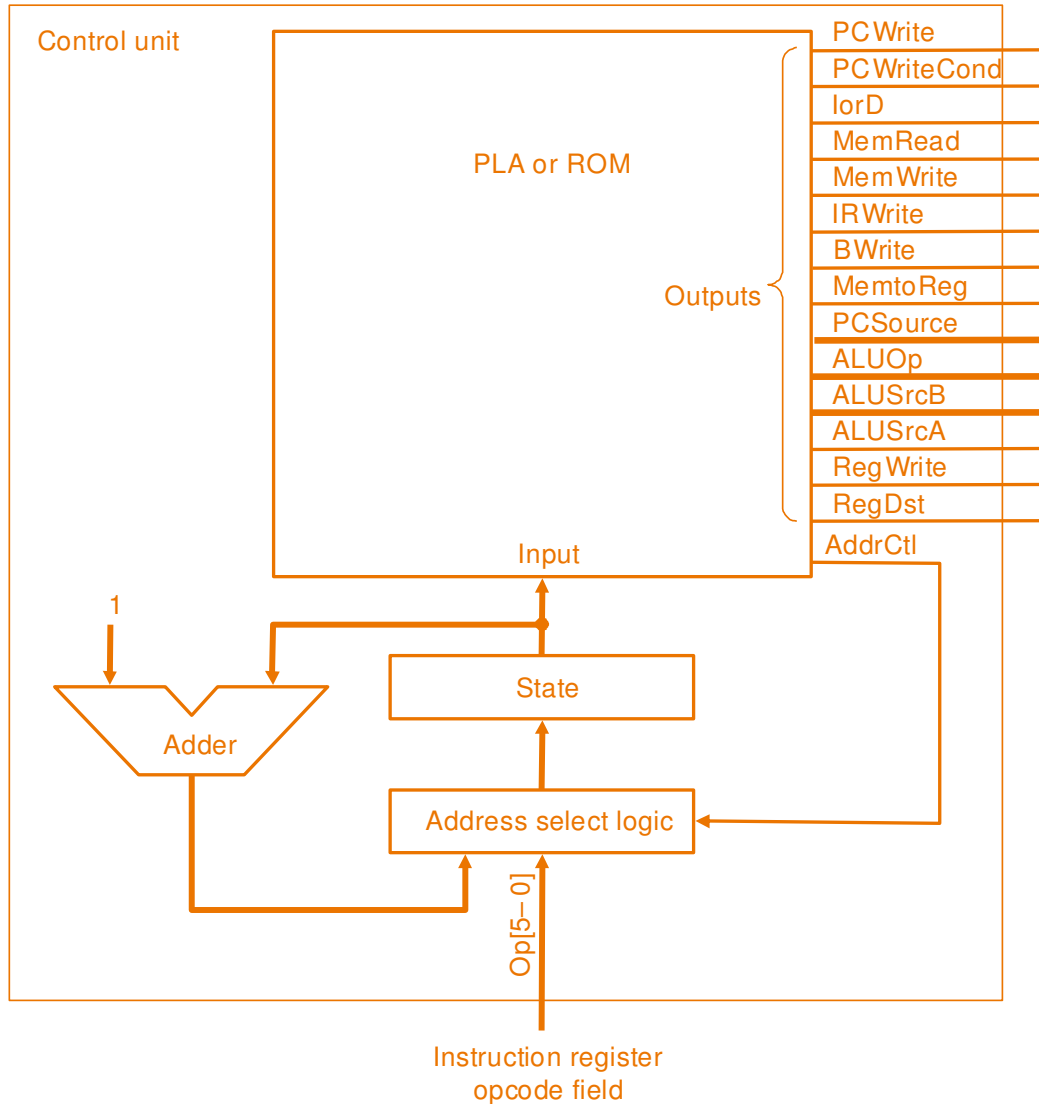 Control unit
PCWrite
PCWriteCond
IorD
MemRead
PLA or ROM
MemWrite
IRWrite
BWrite
Outputs
MemtoReg
PCSource
ALUOp
ALUSrcB
ALUSrcA
RegWrite
RegDst
Input
AddrCtl
1
State
Adder
Address select logic
Op[5–0]
Instruction register
opcode field